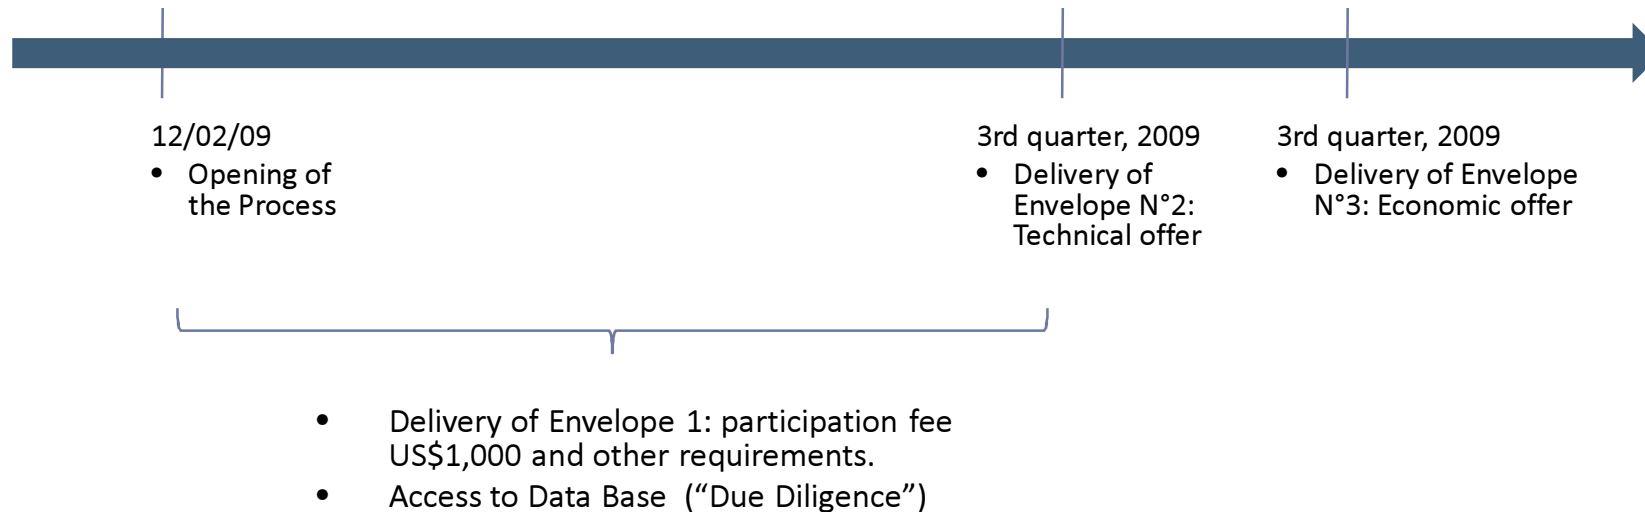 12/02/09
• Opening of
the Process
3rd quarter, 2009
• Delivery of
Envelope N°2:
Technical offer
3rd quarter, 2009
• Delivery of Envelope
N°3: Economic offer
• Delivery of Envelope 1: participation fee
US$1,000 and other requirements.
• Access to Data Base (“Due Diligence”)